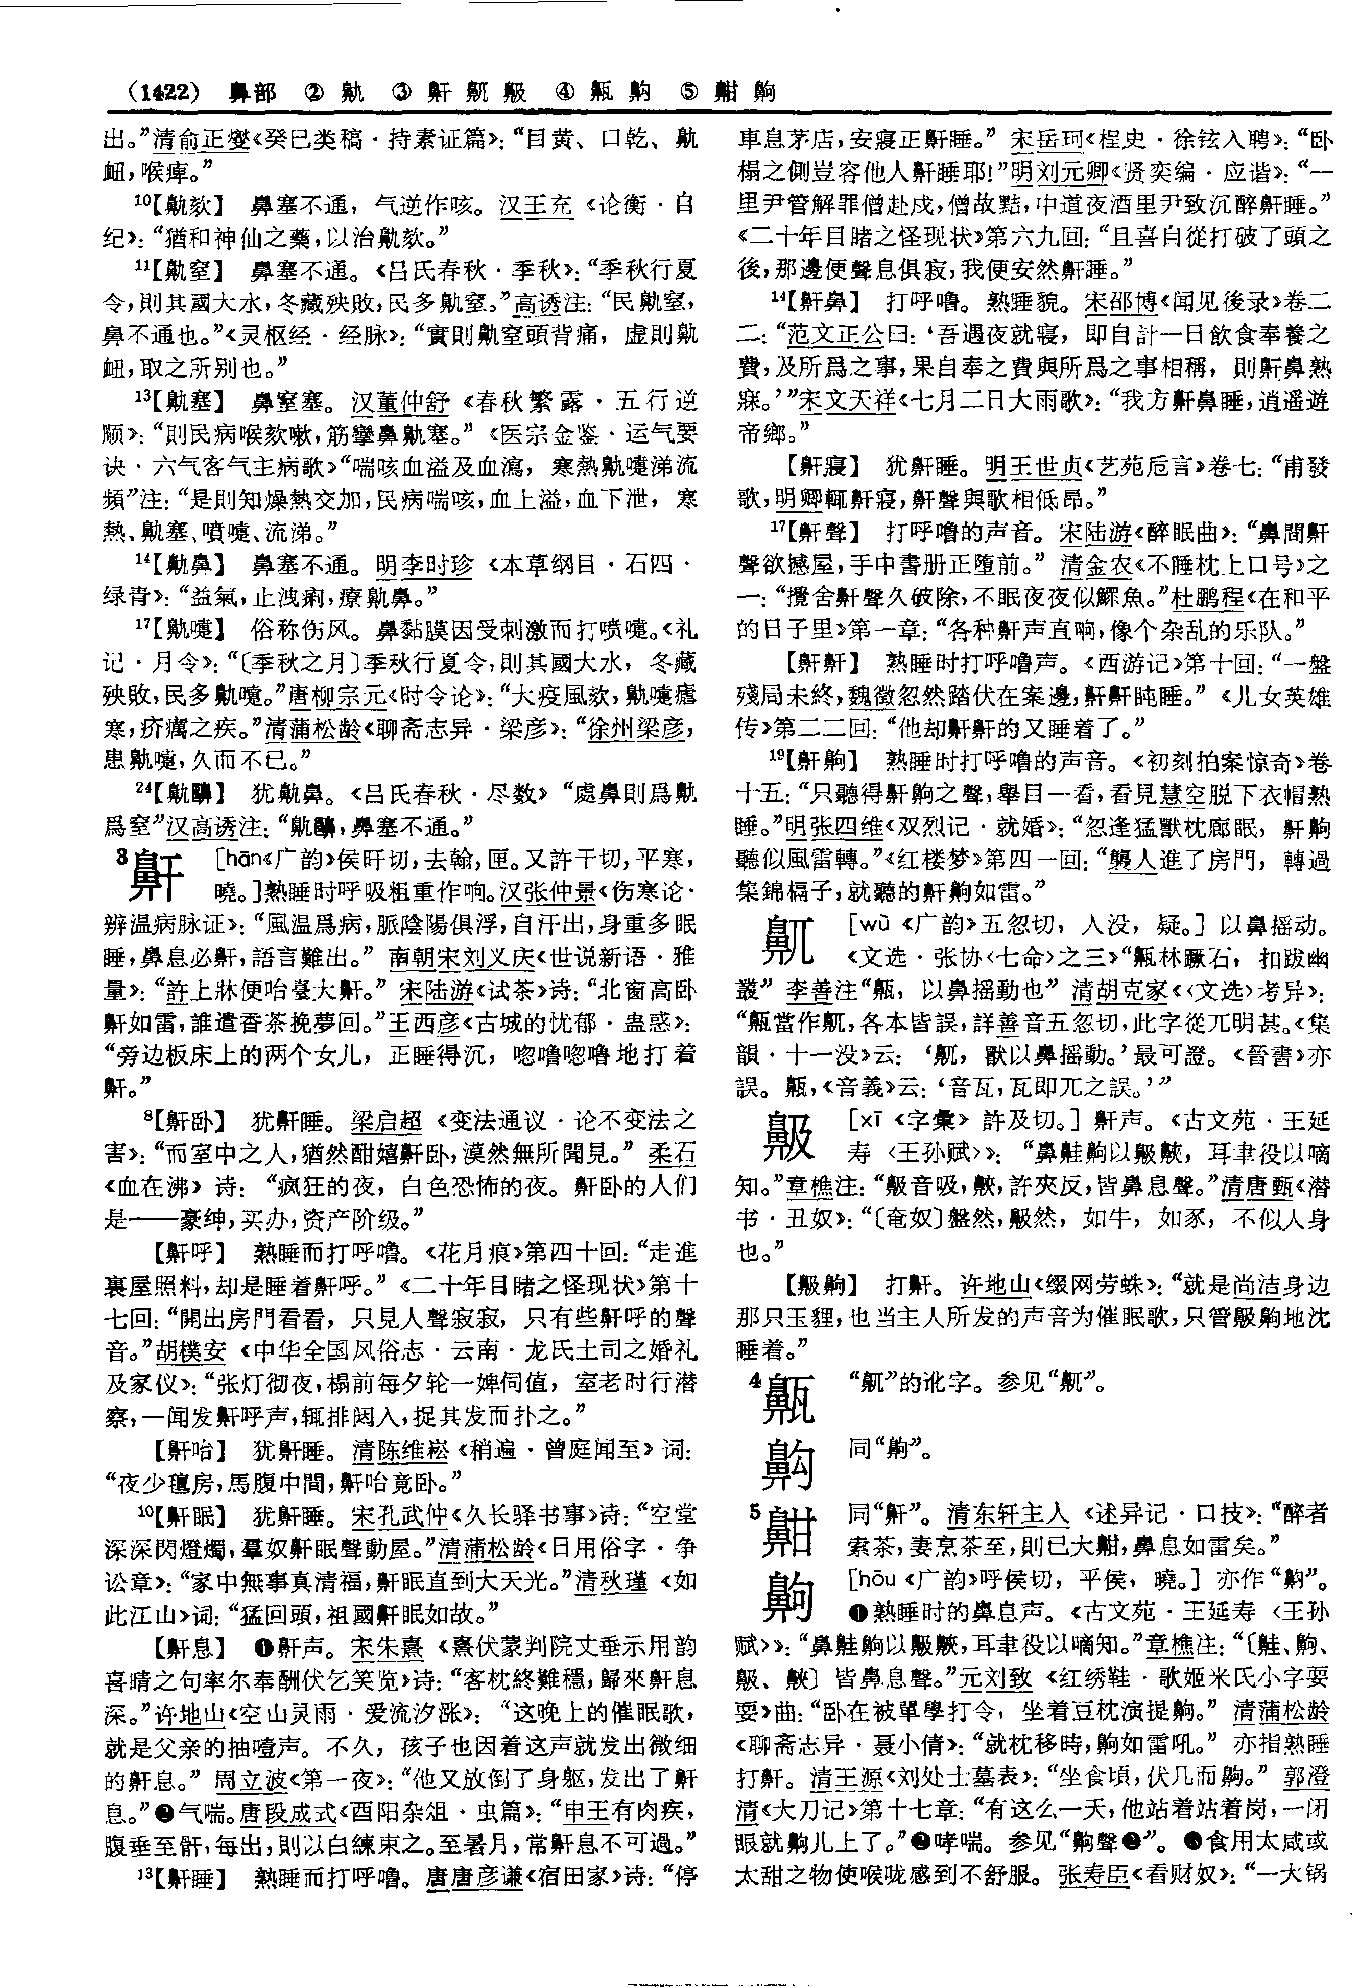 （1422） 鼻部 ② 鼽 ③ 鼾 鼿 𪖙 ④ 𪖛 𪖙 ⑤ 𪖢 齁
出。”清俞正燮《癸巳类稿·持素证篇》：“目黄、口乾、鼽
衄，喉痺。”
10【鼽欬】 鼻塞不通，气逆作咳。汉王充《论衡·自
纪》：“猶和神仙之藥，以治鼽欬。”
11【鼽窒】 鼻塞不通。《吕氏春秋·季秋》：“季秋行夏
令，則其國大水，冬藏殃敗，民多鼽窒。”高诱注：“民鼽窒，
鼻不通也。”《灵枢经·经脉》：“實則鼽窒頭背痛，虚則鼽
衄，取之所别也。”
13【鼽塞】 鼻窒塞。汉董仲舒《春秋繁露·五行逆
顺》：“則民病喉欬嗽，筋攣鼻鼽塞。”《医宗金鉴·运气要
诀·六气客气主病歌》“喘咳血溢及血瀉，寒熱鼽嚏涕流
頻”注：“是則知燥熱交加，民病喘咳，血上溢，血下泄，寒
熱、鼽塞、噴嚏、流涕。”
14【鼽鼻】 鼻塞不通。明李时珍《本草纲目·石四·
绿青》：“益氣，止洩痢，療鼽鼻。”
17【鼽嚏】 俗称伤风。鼻黏膜因受刺激而打喷嚏。《礼
记·月令》：“〔季秋之月〕季秋行夏令，則其國大水，冬藏
殃敗，民多鼽嚏。”唐柳宗元《时令论》：“大疫風欬，鼽嚏瘧
寒，疥癘之疾。”清蒲松龄《聊斋志异·梁彦》：“徐州梁彦，
患鼽嚏，久而不已。”
24【鼽齆】 犹鼽鼻。《吕氏春秋·尽数》“處鼻則爲鼽
爲窒”汉高诱注：“鼽齆，鼻塞不通。”
3鼾 [hān《广韵》侯旰切，去翰，匣。又許干切，平寒，
曉。]熟睡时呼吸粗重作响。汉张仲景《伤寒论·
辨温病脉证》：“風温爲病，脈陰陽俱浮，自汗出，身重多眠
睡，鼻息必鼾，語言難出。” 南朝宋刘义庆《世说新语·雅
量》：“許上牀便咍臺大鼾。” 宋陆游《试茶》诗：“北窗高卧
鼾如雷，誰遣香茶挽夢回。”王西彦《古城的忧郁·蛊惑》：
“旁边板床上的两个女儿，正睡得沉，唿噜唿噜地打着
鼾。”
8【鼾卧】 犹鼾睡。梁启超《变法通议·论不变法之
害》：“而室中之人，猶然酣嬉鼾卧，漠然無所聞見。” 柔石
《血在沸》诗：“疯狂的夜，白色恐怖的夜。鼾卧的人们
是——豪绅，买办，资产阶级。”
【鼾呼】 熟睡而打呼噜。《花月痕》第四十回：“走進
裏屋照料，却是睡着鼾呼。”《二十年目睹之怪现状》第十
七回：“開出房門看看，只見人聲寂寂，只有些鼾呼的聲
音。”胡樸安《中华全国风俗志·云南·龙氏土司之婚礼
及家仪》：“张灯彻夜，榻前每夕轮一婢伺值，室老时行潜
察，一闻发鼾呼声，辄排闼入，捉其发而扑之。”
【鼾咍】 犹鼾睡。清陈维崧《稍遍·曾庭闻至》词：
“夜少氊房，馬腹中間，鼾咍竟卧。”
10【鼾眠】 犹鼾睡。宋孔武仲《久长驿书事》诗：“空堂
深深閃燈燭，羣奴鼾眠聲動屋。”清蒲松龄《日用俗字·争
讼章》：“家中無事真清福，鼾眠直到大天光。”清秋瑾《如
此江山》词：“猛回頭，祖國鼾眠如故。”
【鼾息】 ❶鼾声。宋朱熹《熹伏蒙判院丈垂示用韵
喜晴之句率尔奉酬伏乞笑览》诗：“客枕終難穩，歸來鼾息
深。”许地山《空山灵雨·爱流汐涨》：“这晚上的催眠歌，
就是父亲的抽噎声。不久，孩子也因着这声就发出微细
的鼾息。” 周立波《第一夜》：“他又放倒了身躯，发出了鼾
息。”❷气喘。唐段成式《酉阳杂俎·虫篇》：“申王有肉疾，
腹垂至骭，每出，則以白練束之。至暑月，常鼾息不可過。”
13【鼾睡】 熟睡而打呼噜。唐唐彦谦《宿田家》诗：“停
車息茅店，安寢正鼾睡。” 宋岳珂《桯史·徐铉入聘》：“卧
榻之側豈容他人鼾睡耶！”明刘元卿《贤奕编·应谐》：“一
里尹管解罪僧赴戍，僧故黠，中道夜酒里尹致沉醉鼾睡。”
《二十年目睹之怪现状》第六九回：“且喜自從打破了頭之
後，那邊便聲息俱寂，我便安然鼾睡。”
14【鼾鼻】 打呼噜。熟睡貌。宋邵博《闻见後录》卷二
二：“范文正公曰：‘吾遇夜就寢，即自計一日飲食奉養之
費，及所爲之事，果自奉之費與所爲之事相稱，則鼾鼻熟
寐。’”宋文天祥《七月二日大雨歌》：“我方鼾鼻睡，逍遥遊
帝鄉。”
【鼾寢】 犹鼾睡。明王世贞《艺苑卮言》卷七：“甫發
歌，明卿輒鼾寢，鼾聲與歌相低昂。”
17【鼾聲】 打呼噜的声音。宋陆游《醉眠曲》：“鼻間鼾
聲欲撼屋，手中書册正墮前。” 清金农《不睡枕上口号》之
一：“攪舍鼾聲久破除，不眠夜夜似鰥魚。”杜鹏程《在和平
的日子里》第一章：“各种鼾声直响，像个杂乱的乐队。”
【鼾鼾】 熟睡时打呼噜声。《西游记》第十回：“一盤
殘局未終，魏徵忽然踏伏在案邊，鼾鼾盹睡。”《儿女英雄
传》第二二回：“他却鼾鼾的又睡着了。”
19【鼾齁】 熟睡时打呼噜的声音。《初刻拍案惊奇》卷
十五：“只聽得鼾齁之聲，舉目一看，看見慧空脱下衣帽熟
睡。”明张四维《双烈记·就婚》：“忽逢猛獸枕廊眠，鼾齁
聽似風雷轉。”《红楼梦》第四一回：“襲人進了房門，轉過
集錦槅子，就聽的鼾齁如雷。”
鼿 [wù《广韵》五忽切，入没，疑。]以鼻摇动。
《文选·张协〈七命〉之三》“𪖛林蹶石，扣跋幽
叢” 李善注“𪖛，以鼻摇動也” 清胡克家《〈文选〉考异》：
“𪖛當作鼿，各本皆誤，詳善音五忽切，此字從兀明甚。《集
韻·十一没》云：‘鼿，獸以鼻摇動。’最可證。《晉書》亦
誤。𪖛，《音義》云：‘音瓦，瓦即兀之誤。’”
[xī《字彙》許及切。]鼾声。《古文苑·王延
寿〈王孙赋〉》：“鼻䶎齁以，耳聿役以嘀
知。”章樵注：“音吸，，許夾反，皆鼻息聲。”清唐甄《潜
书·丑奴》：“〔奄奴〕盤然，然，如牛，如豕，不似人身
也。”
【齁】 打鼾。许地山《缀网劳蛛》：“就是尚洁身边
那只玉狸，也当主人所发的声音为催眠歌，只管齁地沈
睡着。”
4𪖛 “鼿”的讹字。参见“鼿”。
同“齁”。
5 同“鼾”。清东轩主人《述异记·口技》：“醉者
索茶，妻烹茶至，則已大，鼻息如雷矣。”
齁 [hōu《广韵》呼侯切，平侯，曉。]亦作“”。
❶熟睡时的鼻息声。《古文苑·王延寿〈王孙
赋〉》：“鼻䶎齁以，耳聿役以嘀知。”章樵注：“〔䶎、齁、
、〕皆鼻息聲。”元刘致《红绣鞋·歌姬米氏小字耍
耍》曲：“卧在被單學打令，坐着豆枕演提齁。” 清蒲松龄
《聊斋志异·聂小倩》：“就枕移時，齁如雷吼。” 亦指熟睡
打鼾。清王源《刘处士墓表》：“坐食頃，伏几而齁。” 郭澄
清《大刀记》第十七章：“有这么一天，他站着站着岗，一闭
眼就齁儿上了。”❷哮喘。参见“齁聲❷”。❸食用太咸或
太甜之物使喉咙感到不舒服。张寿臣《看财奴》：“一大锅